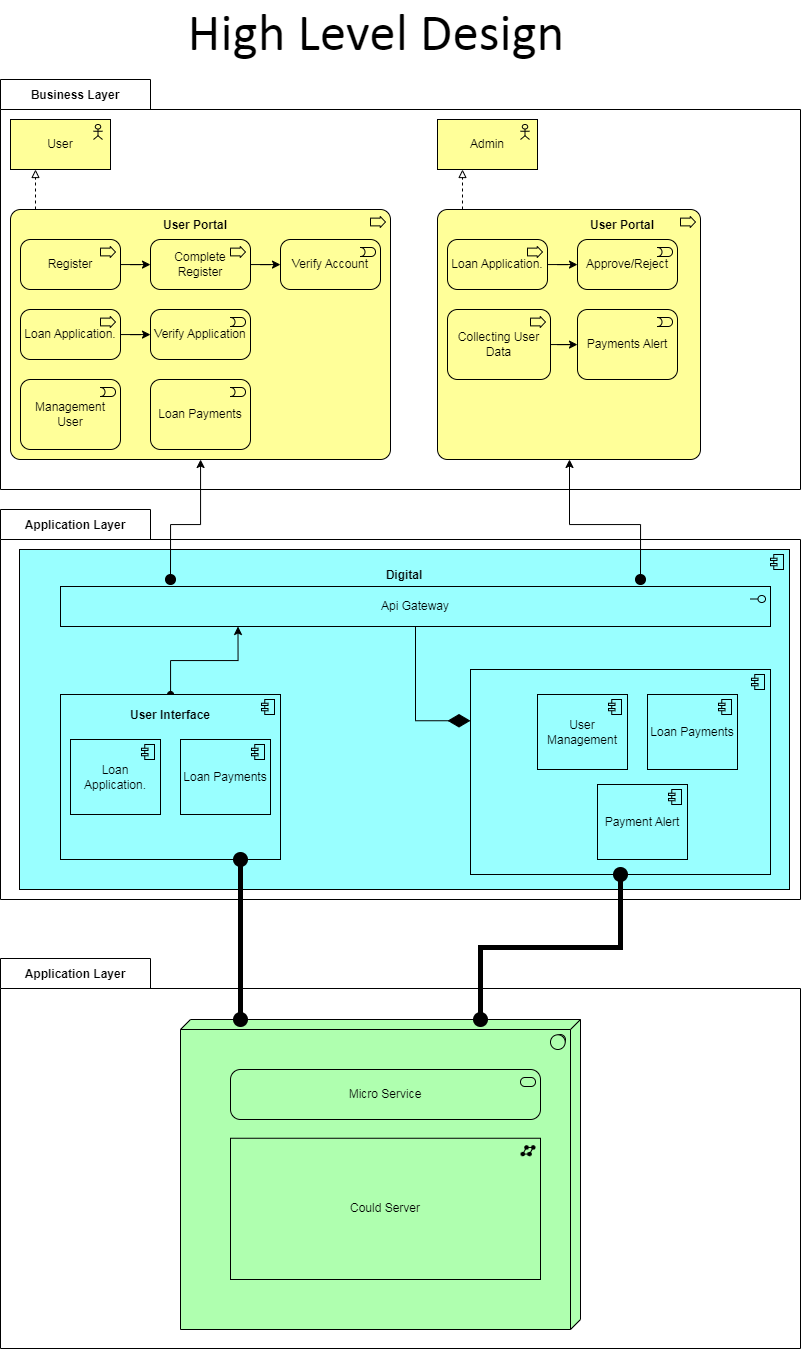 High Level Design
Business Layer
User
Admin
User Portal
Register
Complete
Register
Verify Account
Loan Application.
Verify Application
Management
User
Loan Payments
User Portal
Loan Application.
Approve/Reject
Collecting User
Data
Payments Alert
Application Layer
Digital
Api Gateway
User Interface
Loan
Application.
Loan Payments
User
Management
Loan Payments
Payment Alert
Application Layer
Micro Service
Could Server